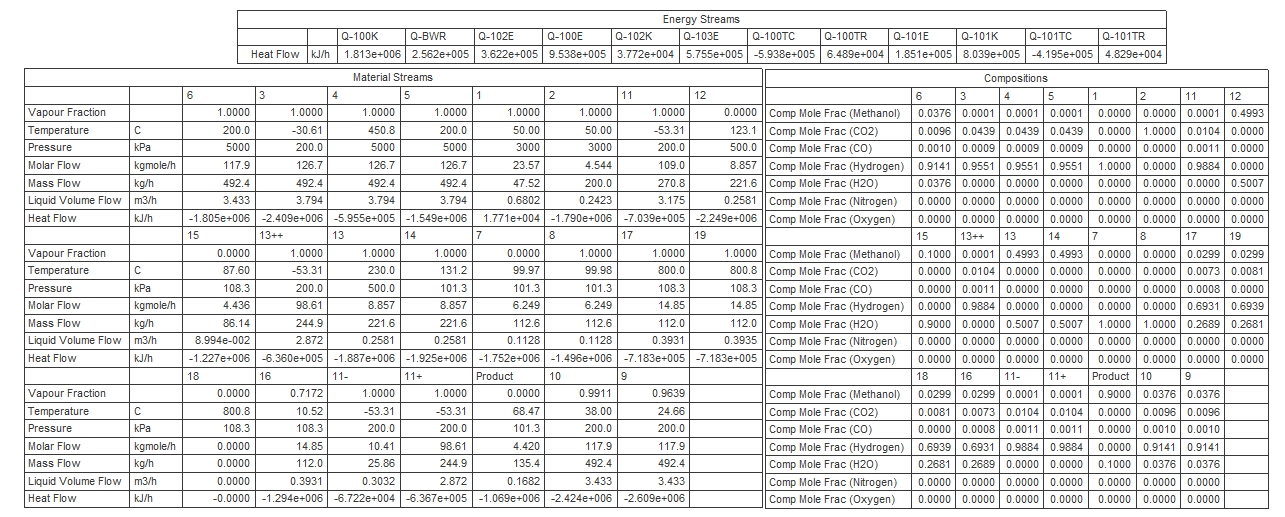 Energy Streams
Q-100K Q-BWR Q-102E Q-100E Q-102K Q-103E Q-100TC Q-100TR Q-101E Q-101K Q-101TC Q-101TR
Heat Flow kJ/h 1.813e+006 2.562e+005 3.622e+005 9.538e+005 3.772e+004 5.755e+005 -5.938e+005 6.489e+004 1.851e+005 8.039e+005 -4.195e+005 4.829e+004
Material Streams
6 3 4 5 1 2 11 12
Vapour Fraction 1.0000 1.0000 1.0000 1.0000 1.0000 1.0000 1.0000 0.0000
Temperature C 200.0 -30.61 450.8 200.0 50.00 50.00 -53.31 123.1
Pressure kPa 5000 200.0 5000 5000 3000 3000 200.0 500.0
Molar Flow kgmole/h 117.9 126.7 126.7 126.7 23.57 4.544 109.0 8.857
Mass Flow kg/h 492.4 492.4 492.4 492.4 47.52 200.0 270.8 221.6
Liquid Volume Flow m3/h 3.433 3.794 3.794 3.794 0.6802 0.2423 3.175 0.2581
Heat Flow kJ/h -1.805e+006 -2.409e+006 -5.955e+005 -1.549e+006 1.771e+004 -1.790e+006 -7.039e+005 -2.249e+006
15 13++ 13 14 7 8 17 19
Vapour Fraction 0.0000 1.0000 1.0000 1.0000 0.0000 1.0000 1.0000 1.0000
Temperature C 87.60 -53.31 230.0 131.2 99.97 99.98 800.0 800.8
Pressure kPa 108.3 200.0 500.0 101.3 101.3 101.3 108.3 108.3
Molar Flow kgmole/h 4.436 98.61 8.857 8.857 6.249 6.249 14.85 14.85
Mass Flow kg/h 86.14 244.9 221.6 221.6 112.6 112.6 112.0 112.0
Liquid Volume Flow m3/h 8.994e-002 2.872 0.2581 0.2581 0.1128 0.1128 0.3931 0.3935
Heat Flow kJ/h -1.227e+006 -6.360e+005 -1.887e+006 -1.925e+006 -1.752e+006 -1.496e+006 -7.183e+005 -7.183e+005
18 16 11- 11+ Product 10 9
Vapour Fraction 0.0000 0.7172 1.0000 1.0000 0.0000 0.9911 0.9639
Temperature C 800.8 10.52 -53.31 -53.31 68.47 38.00 24.66
Pressure kPa 108.3 108.3 200.0 200.0 101.3 200.0 200.0
Molar Flow kgmole/h 0.0000 14.85 10.41 98.61 4.420 117.9 117.9
Mass Flow kg/h 0.0000 112.0 25.86 244.9 135.4 492.4 492.4
Liquid Volume Flow m3/h 0.0000 0.3931 0.3032 2.872 0.1682 3.433 3.433
Heat Flow kJ/h -0.0000 -1.294e+006 -6.722e+004 -6.367e+005 -1.069e+006 -2.424e+006 -2.609e+006
Compositions
6 3 4 5 1 2 11 12
Comp Mole Frac (Methanol) 0.0376 0.0001 0.0001 0.0001 0.0000 0.0000 0.0001 0.4993
Comp Mole Frac (CO2) 0.0096 0.0439 0.0439 0.0439 0.0000 1.0000 0.0104 0.0000
Comp Mole Frac (CO) 0.0010 0.0009 0.0009 0.0009 0.0000 0.0000 0.0011 0.0000
Comp Mole Frac (Hydrogen) 0.9141 0.9551 0.9551 0.9551 1.0000 0.0000 0.9884 0.0000
Comp Mole Frac (H2O) 0.0376 0.0000 0.0000 0.0000 0.0000 0.0000 0.0000 0.5007
Comp Mole Frac (Nitrogen) 0.0000 0.0000 0.0000 0.0000 0.0000 0.0000 0.0000 0.0000
Comp Mole Frac (Oxygen) 0.0000 0.0000 0.0000 0.0000 0.0000 0.0000 0.0000 0.0000
15 13++ 13 14 7 8 17 19
Comp Mole Frac (Methanol) 0.1000 0.0001 0.4993 0.4993 0.0000 0.0000 0.0299 0.0299
Comp Mole Frac (CO2) 0.0000 0.0104 0.0000 0.0000 0.0000 0.0000 0.0073 0.0081
Comp Mole Frac (CO) 0.0000 0.0011 0.0000 0.0000 0.0000 0.0000 0.0008 0.0000
Comp Mole Frac (Hydrogen) 0.0000 0.9884 0.0000 0.0000 0.0000 0.0000 0.6931 0.6939
Comp Mole Frac (H2O) 0.9000 0.0000 0.5007 0.5007 1.0000 1.0000 0.2689 0.2681
Comp Mole Frac (Nitrogen) 0.0000 0.0000 0.0000 0.0000 0.0000 0.0000 0.0000 0.0000
Comp Mole Frac (Oxygen) 0.0000 0.0000 0.0000 0.0000 0.0000 0.0000 0.0000 0.0000
18 16 11- 11+ Product 10 9
Comp Mole Frac (Methanol) 0.0299 0.0299 0.0001 0.0001 0.9000 0.0376 0.0376
Comp Mole Frac (CO2) 0.0081 0.0073 0.0104 0.0104 0.0000 0.0096 0.0096
Comp Mole Frac (CO) 0.0000 0.0008 0.0011 0.0011 0.0000 0.0010 0.0010
Comp Mole Frac (Hydrogen) 0.6939 0.6931 0.9884 0.9884 0.0000 0.9141 0.9141
Comp Mole Frac (H2O) 0.2681 0.2689 0.0000 0.0000 0.1000 0.0376 0.0376
Comp Mole Frac (Nitrogen) 0.0000 0.0000 0.0000 0.0000 0.0000 0.0000 0.0000
Comp Mole Frac (Oxygen) 0.0000 0.0000 0.0000 0.0000 0.0000 0.0000 0.0000